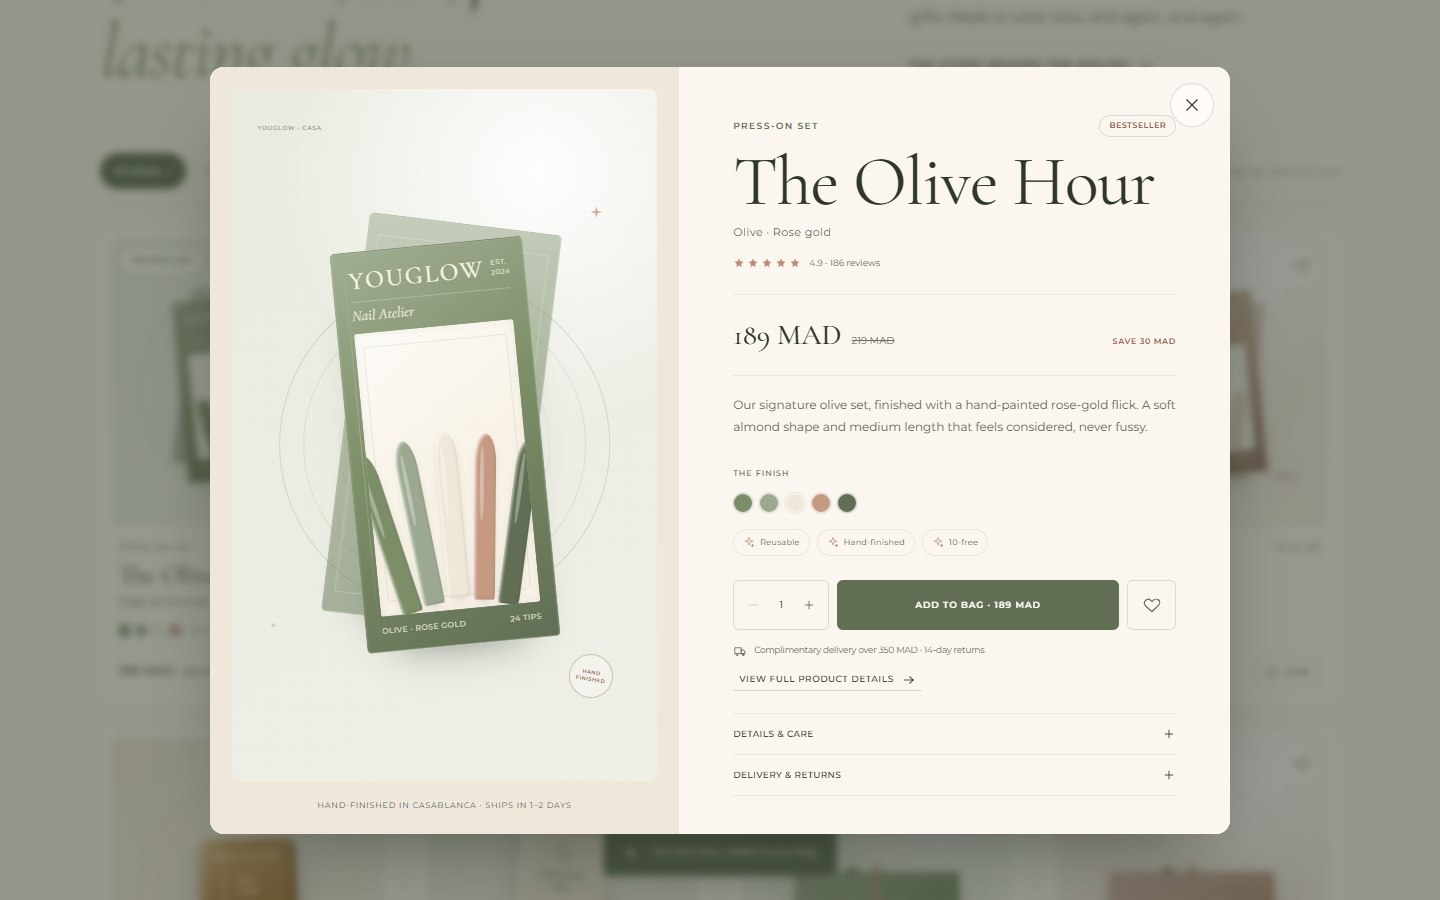 lasting glow
YOUGLOW · CASA
YOUGLOW
EST.
2024
Nail Atelier
OLIVE · ROSE GOLD
24 TIPS
HAND
FINISHED
HAND-FINISHED IN CASABLANCA · SHIPS IN 1–2 DAYS
PRESS-ON SET
BESTSELLER
The Olive Hour
Olive · Rose gold
4.9 · 186 reviews
189 MAD 219 MAD
SAVE 30 MAD
Our signature olive set, finished with a hand-painted rose-gold flick. A soft
almond shape and medium length that feels considered, never fussy.
THE FINISH
Reusable
Hand-finished
10-free
1
ADD TO BAG · 189 MAD
Complimentary delivery over 350 MAD · 14-day returns
VIEW FULL PRODUCT DETAILS
DETAILS & CARE
DELIVERY & RETURNS